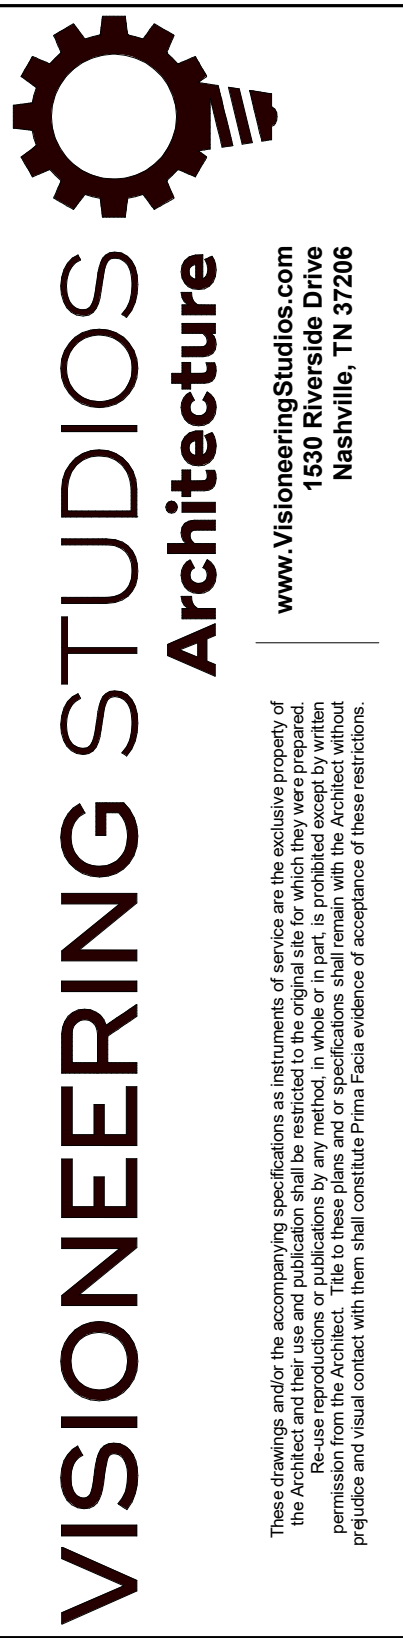 VISIONEERING STUDIOS
Architecture
These drawings and/or the accompanying specifications as instruments of service are the exclusive property of
the Architect and their use and publication shall be restricted to the original site for which they were prepared.
Re-use reproductions or publications by any method, in whole or in part, is prohibited except by written
permission from the Architect.  Title to these plans and or specifications shall remain with the Architect without
prejudice and visual contact with them shall constitute Prima Facia evidence of acceptance of these restrictions.
www.VisioneeringStudios.com
1530 Riverside Drive
Nashville, TN 37206